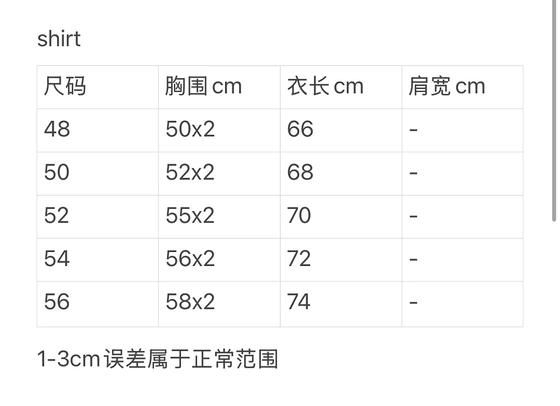 shirt
尺码 胸围cm 衣长cm 肩宽cm
48 50x2 66 -
50 52x2 68 -
52 55x2 70 -
54 56x2 72 -
56 58x2 74 -
1-3cm误差属于正常范围